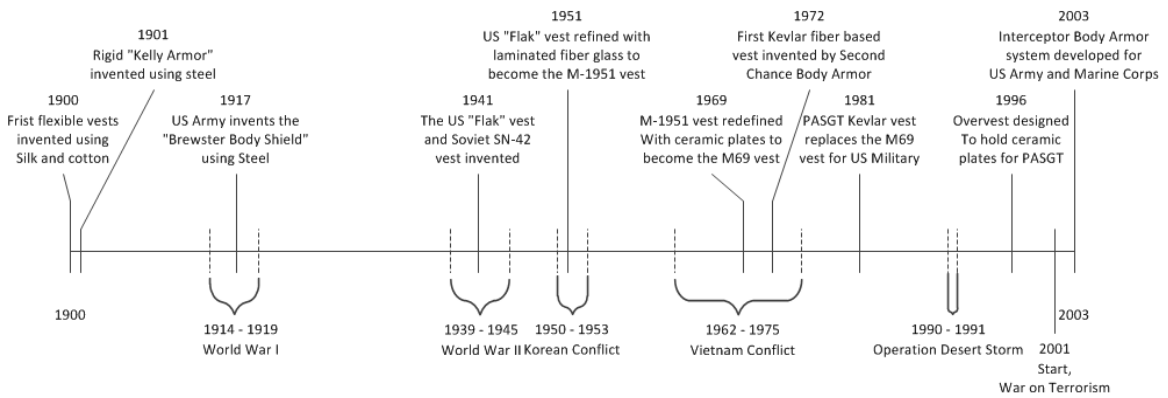 1900
Frist flexible vests
invented using
Silk and cotton
1901
Rigid "Kelly Armor"
invented using steel
1917
US Army invents the
"Brewster Body Shield"
using Steel
1941
The US "Flak" vest
and Soviet SN-42
vest invented
1951
US "Flak" vest refined with
laminated fiber glass to
become the M-1951 vest
1969
M-1951 vest redefined
With ceramic plates to
become the M69 vest
1972
First Kevlar fiber based
vest invented by Second
Chance Body Armor
1981
PASGT Kevlar vest
replaces the M69
vest for US Military
1996
Overvest designed
To hold ceramic
plates for PASGT
2003
Interceptor Body Armor
system developed for
US Army and Marine Corps
1900
1914 - 1919
World War I
1939 - 1945
World War II
1950 - 1953
Korean Conflict
1962 - 1975
Vietnam Conflict
1990 - 1991
Operation Desert Storm
2001
Start,
War on Terrorism
2003